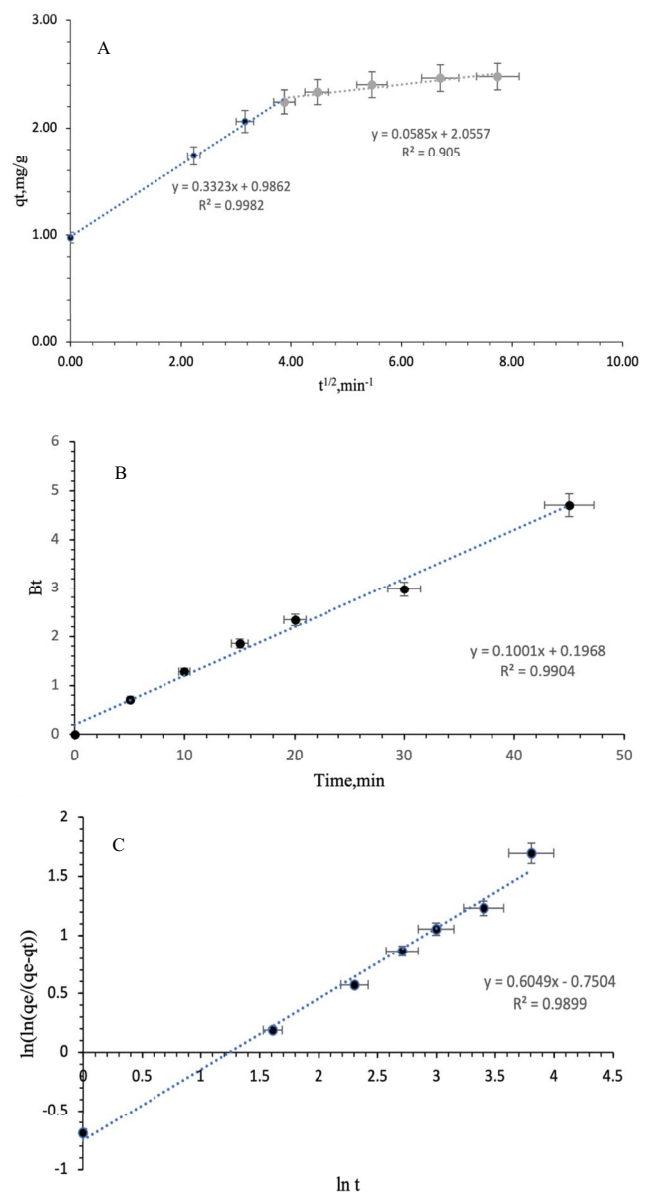 A
3.00
2.00
1.00
0.00
qt,mg/g
y = 0.3323x + 0.9862
R² = 0.9982
y = 0.0585x + 2.0557
R² = 0.905
0.00 2.00 4.00 6.00 8.00 10.00
t^1/2,min^-1
B
6
5
4
3
2
1
0
Bt
y = 0.1001x + 0.1968
R² = 0.9904
0 10 20 30 40 50
Time,min
C
2
1.5
1
0.5
0
-0.5
-1
ln(ln(qe/(qe-qt))
y = 0.6049x - 0.7504
R² = 0.9899
0 0.5 1 1.5 2 2.5 3 3.5 4 4.5
ln t